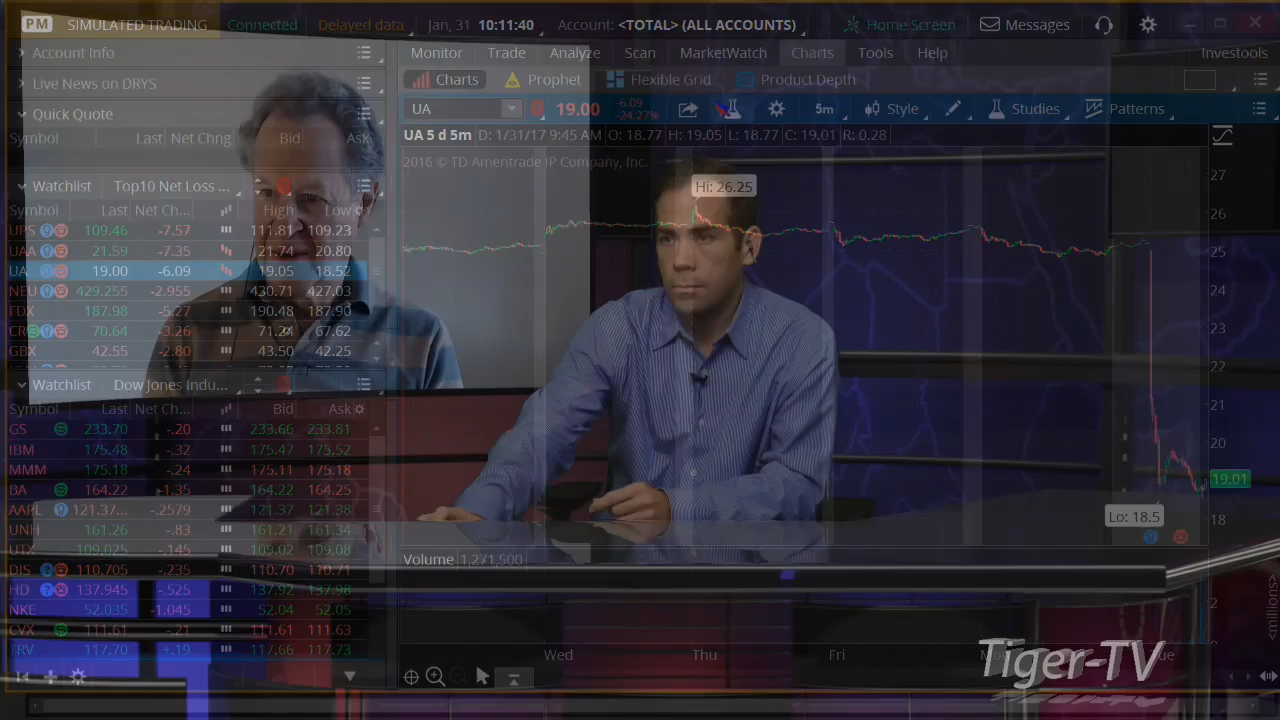 PM SIMULATED TRADING Connected Delayed data Jan, 31 10:11:40 Account: <TOTAL> (ALL ACCOUNTS) Home Screen Messages
Account Info
Live News on DRYS
Quick Quote
Symbol Last Net Chng Bid Ask
Watchlist Top10 Net Loss ...
Symbol Last Net Ch... High Low
UPS 109.46 -7.57 111.81 109.23
UAA 21.59 -7.35 21.74 20.80
UA 19.00 -6.09 19.05 18.52
NEU 429.255 -2.955 430.71 427.03
FDX 187.98 -5.27 190.48 187.90
CR 70.64 -3.26 71.24 67.62
GBX 42.55 -2.80 43.50 42.25
Watchlist Dow Jones Indu...
Symbol Last Net Ch... Bid Ask
GS 233.70 -.20 233.66 233.81
IBM 175.48 -.32 175.47 175.52
MMM 175.18 -.24 175.11 175.18
BA 164.22 -1.35 164.22 164.25
AAPL 121.37... -.2579 121.37 121.38
UNH 161.26 -.83 161.21 161.34
UTX 109.025 -.145 109.02 109.08
DIS 110.705 -.235 110.70 110.71
HD 137.945 -.525 137.92 137.98
NKE 52.035 -1.045 52.04 52.05
CVX 111.61 -.21 111.61 111.63
TRV 117.70 +.19 117.66 117.73
Monitor Trade Analyze Scan MarketWatch Charts Tools Help Investools
Charts Prophet Flexible Grid Product Depth
UA 19.00 -6.09 -24.27% 5m Style Studies Patterns
UA 5 d 5m D: 1/31/17 9:45 AM O: 18.77 H: 19.05 L: 18.77 C: 19.01 R: 0.28
2016 © TD Ameritrade IP Company, Inc.
Hi: 26.25
27
26
25
24
23
22
21
20
19.01
18
Lo: 18.5
Volume 1,271,500
2
<millions>
Wed Thu Fri
Tiger-TV